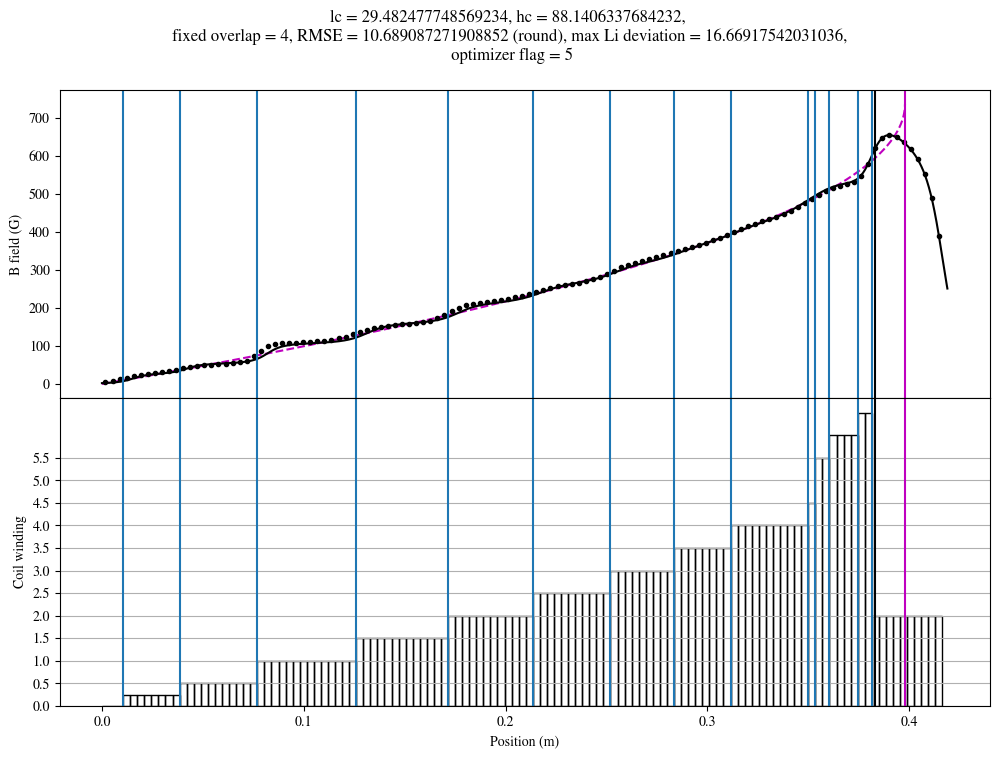 lc = 29.482477748569234, hc = 88.1406337684232,
fixed overlap = 4, RMSE = 10.689087271908852 (round), max Li deviation = 16.66917542031036,
optimizer flag = 5
B field (G)
700
600
500
400
300
200
100
0
Coil winding
5.5
5.0
4.5
4.0
3.5
3.0
2.5
2.0
1.5
1.0
0.5
0.0
0.0 0.1 0.2 0.3 0.4
Position (m)